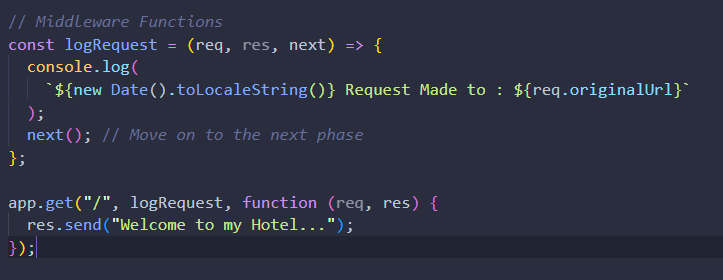 // Middleware Functions
const logRequest = (req, res, next) => {
  console.log(
    `${new Date().toLocaleString()} Request Made to : ${req.originalUrl}`
  );
  next(); // Move on to the next phase
};

app.get("/", logRequest, function (req, res) {
  res.send("Welcome to my Hotel...");
});